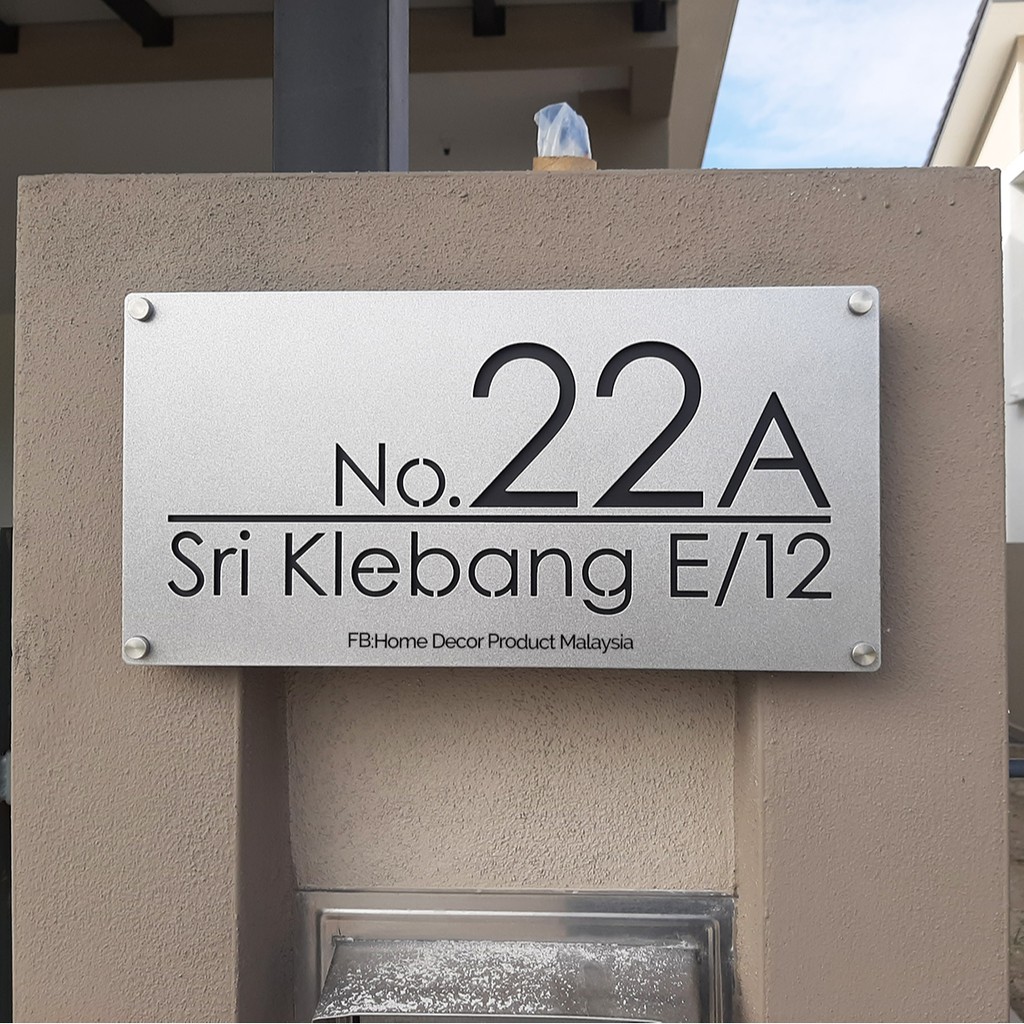 No.22A
Sri Klebang E/12
FB:Home Decor Product Malaysia